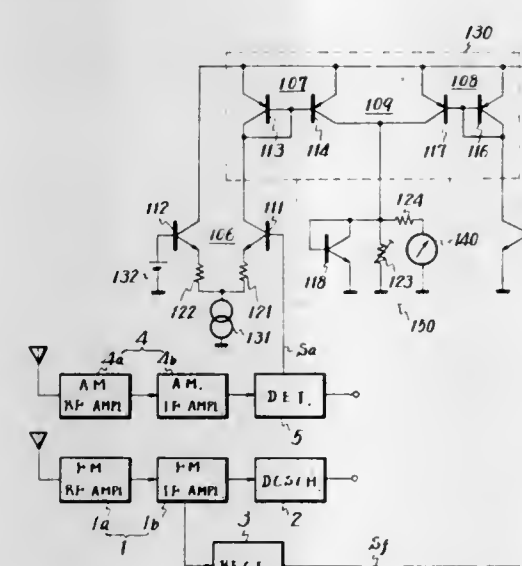 130
107
108
109
113
114
117
116
112
111
106
124
140
118
123
132
122
121
131
150
Sa
4
4a
4b
AM
RF AMPL
A M.
IF AMPL
DET.
5
FM
RF AMPL
FM
IF AMPL
DCSCM.
1a
1b
2
1
3
Sf
RECT